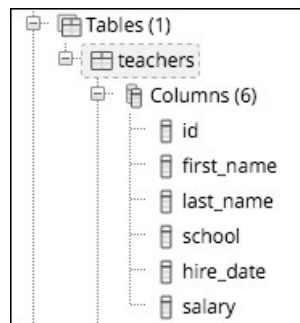 Tables (1)
teachers
Columns (6)
id
first_name
last_name
school
hire_date
salary